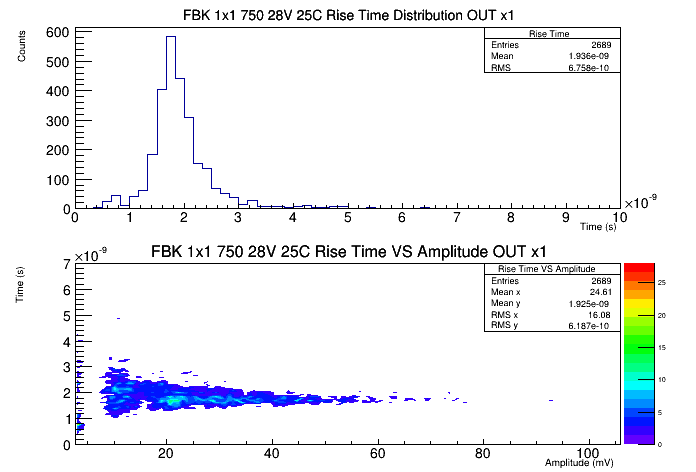 FBK 1x1 750 28V 25C Rise Time Distribution OUT x1
Counts
600
500
400
300
200
100
0
Rise Time
Entries 2689
Mean 1.936e-09
RMS 6.758e-10
0 1 2 3 4 5 6 7 8 9 10
×10-9
Time (s)
FBK 1x1 750 28V 25C Rise Time VS Amplitude OUT x1
×10-9
Time (s)
7
6
5
4
3
2
1
0
Rise Time VS Amplitude
Entries 2689
Mean x 24.61
Mean y 1.925e-09
RMS x 16.08
RMS y 6.187e-10
25
20
15
10
5
0
20 40 60 80 100
Amplitude (mV)